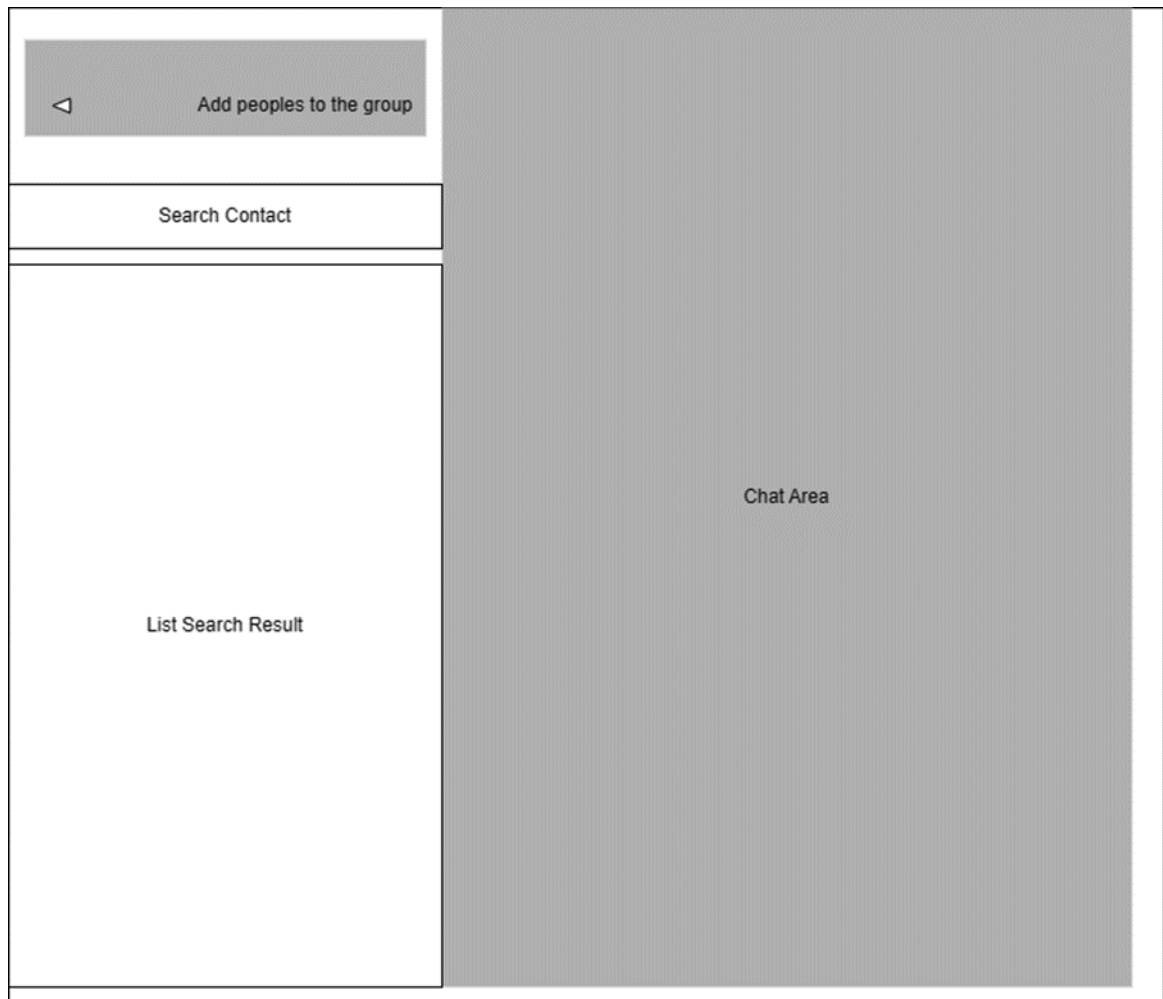 Add peoples to the group
Search Contact
List Search Result
Chat Area